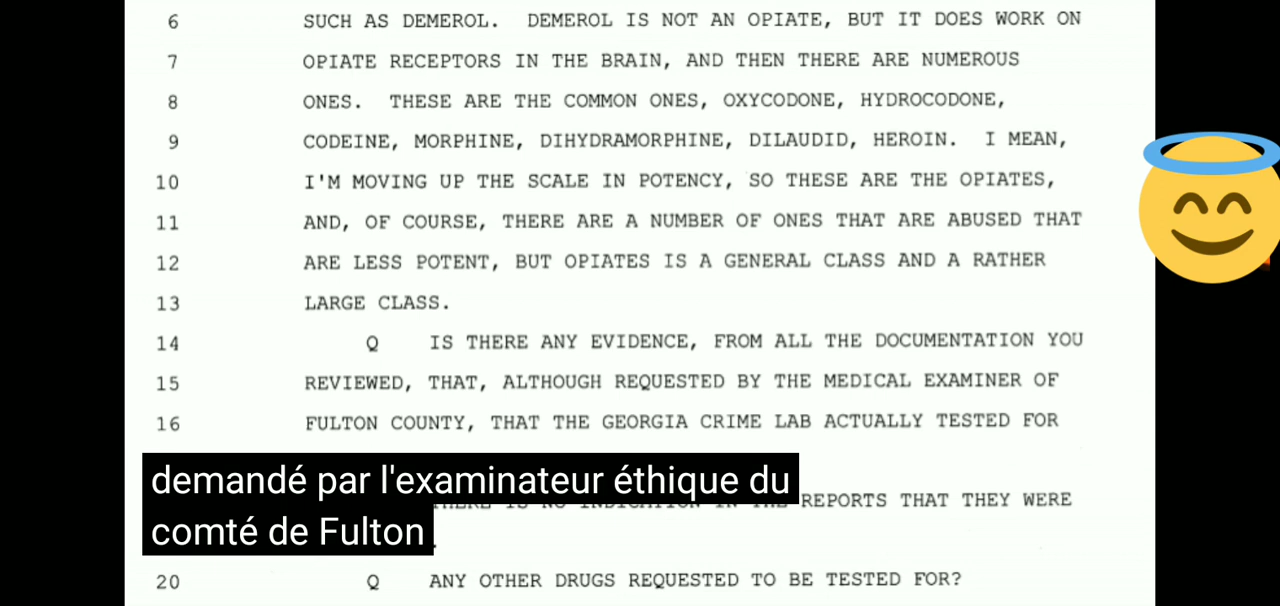 6 SUCH AS DEMEROL. DEMEROL IS NOT AN OPIATE, BUT IT DOES WORK ON
7 OPIATE RECEPTORS IN THE BRAIN, AND THEN THERE ARE NUMEROUS
8 ONES. THESE ARE THE COMMON ONES, OXYCODONE, HYDROCODONE,
9 CODEINE, MORPHINE, DIHYDRAMORPHINE, DILAUDID, HEROIN. I MEAN,
10 I'M MOVING UP THE SCALE IN POTENCY, SO THESE ARE THE OPIATES,
11 AND, OF COURSE, THERE ARE A NUMBER OF ONES THAT ARE ABUSED THAT
12 ARE LESS POTENT, BUT OPIATES IS A GENERAL CLASS AND A RATHER
13 LARGE CLASS.
14 Q IS THERE ANY EVIDENCE, FROM ALL THE DOCUMENTATION YOU
15 REVIEWED, THAT, ALTHOUGH REQUESTED BY THE MEDICAL EXAMINER OF
16 FULTON COUNTY, THAT THE GEORGIA CRIME LAB ACTUALLY TESTED FOR
demandé par l'examinateur éthique du
comté de Fulton
THERE IS NO INDICATION IN THE REPORTS THAT THEY WERE
20 Q ANY OTHER DRUGS REQUESTED TO BE TESTED FOR?